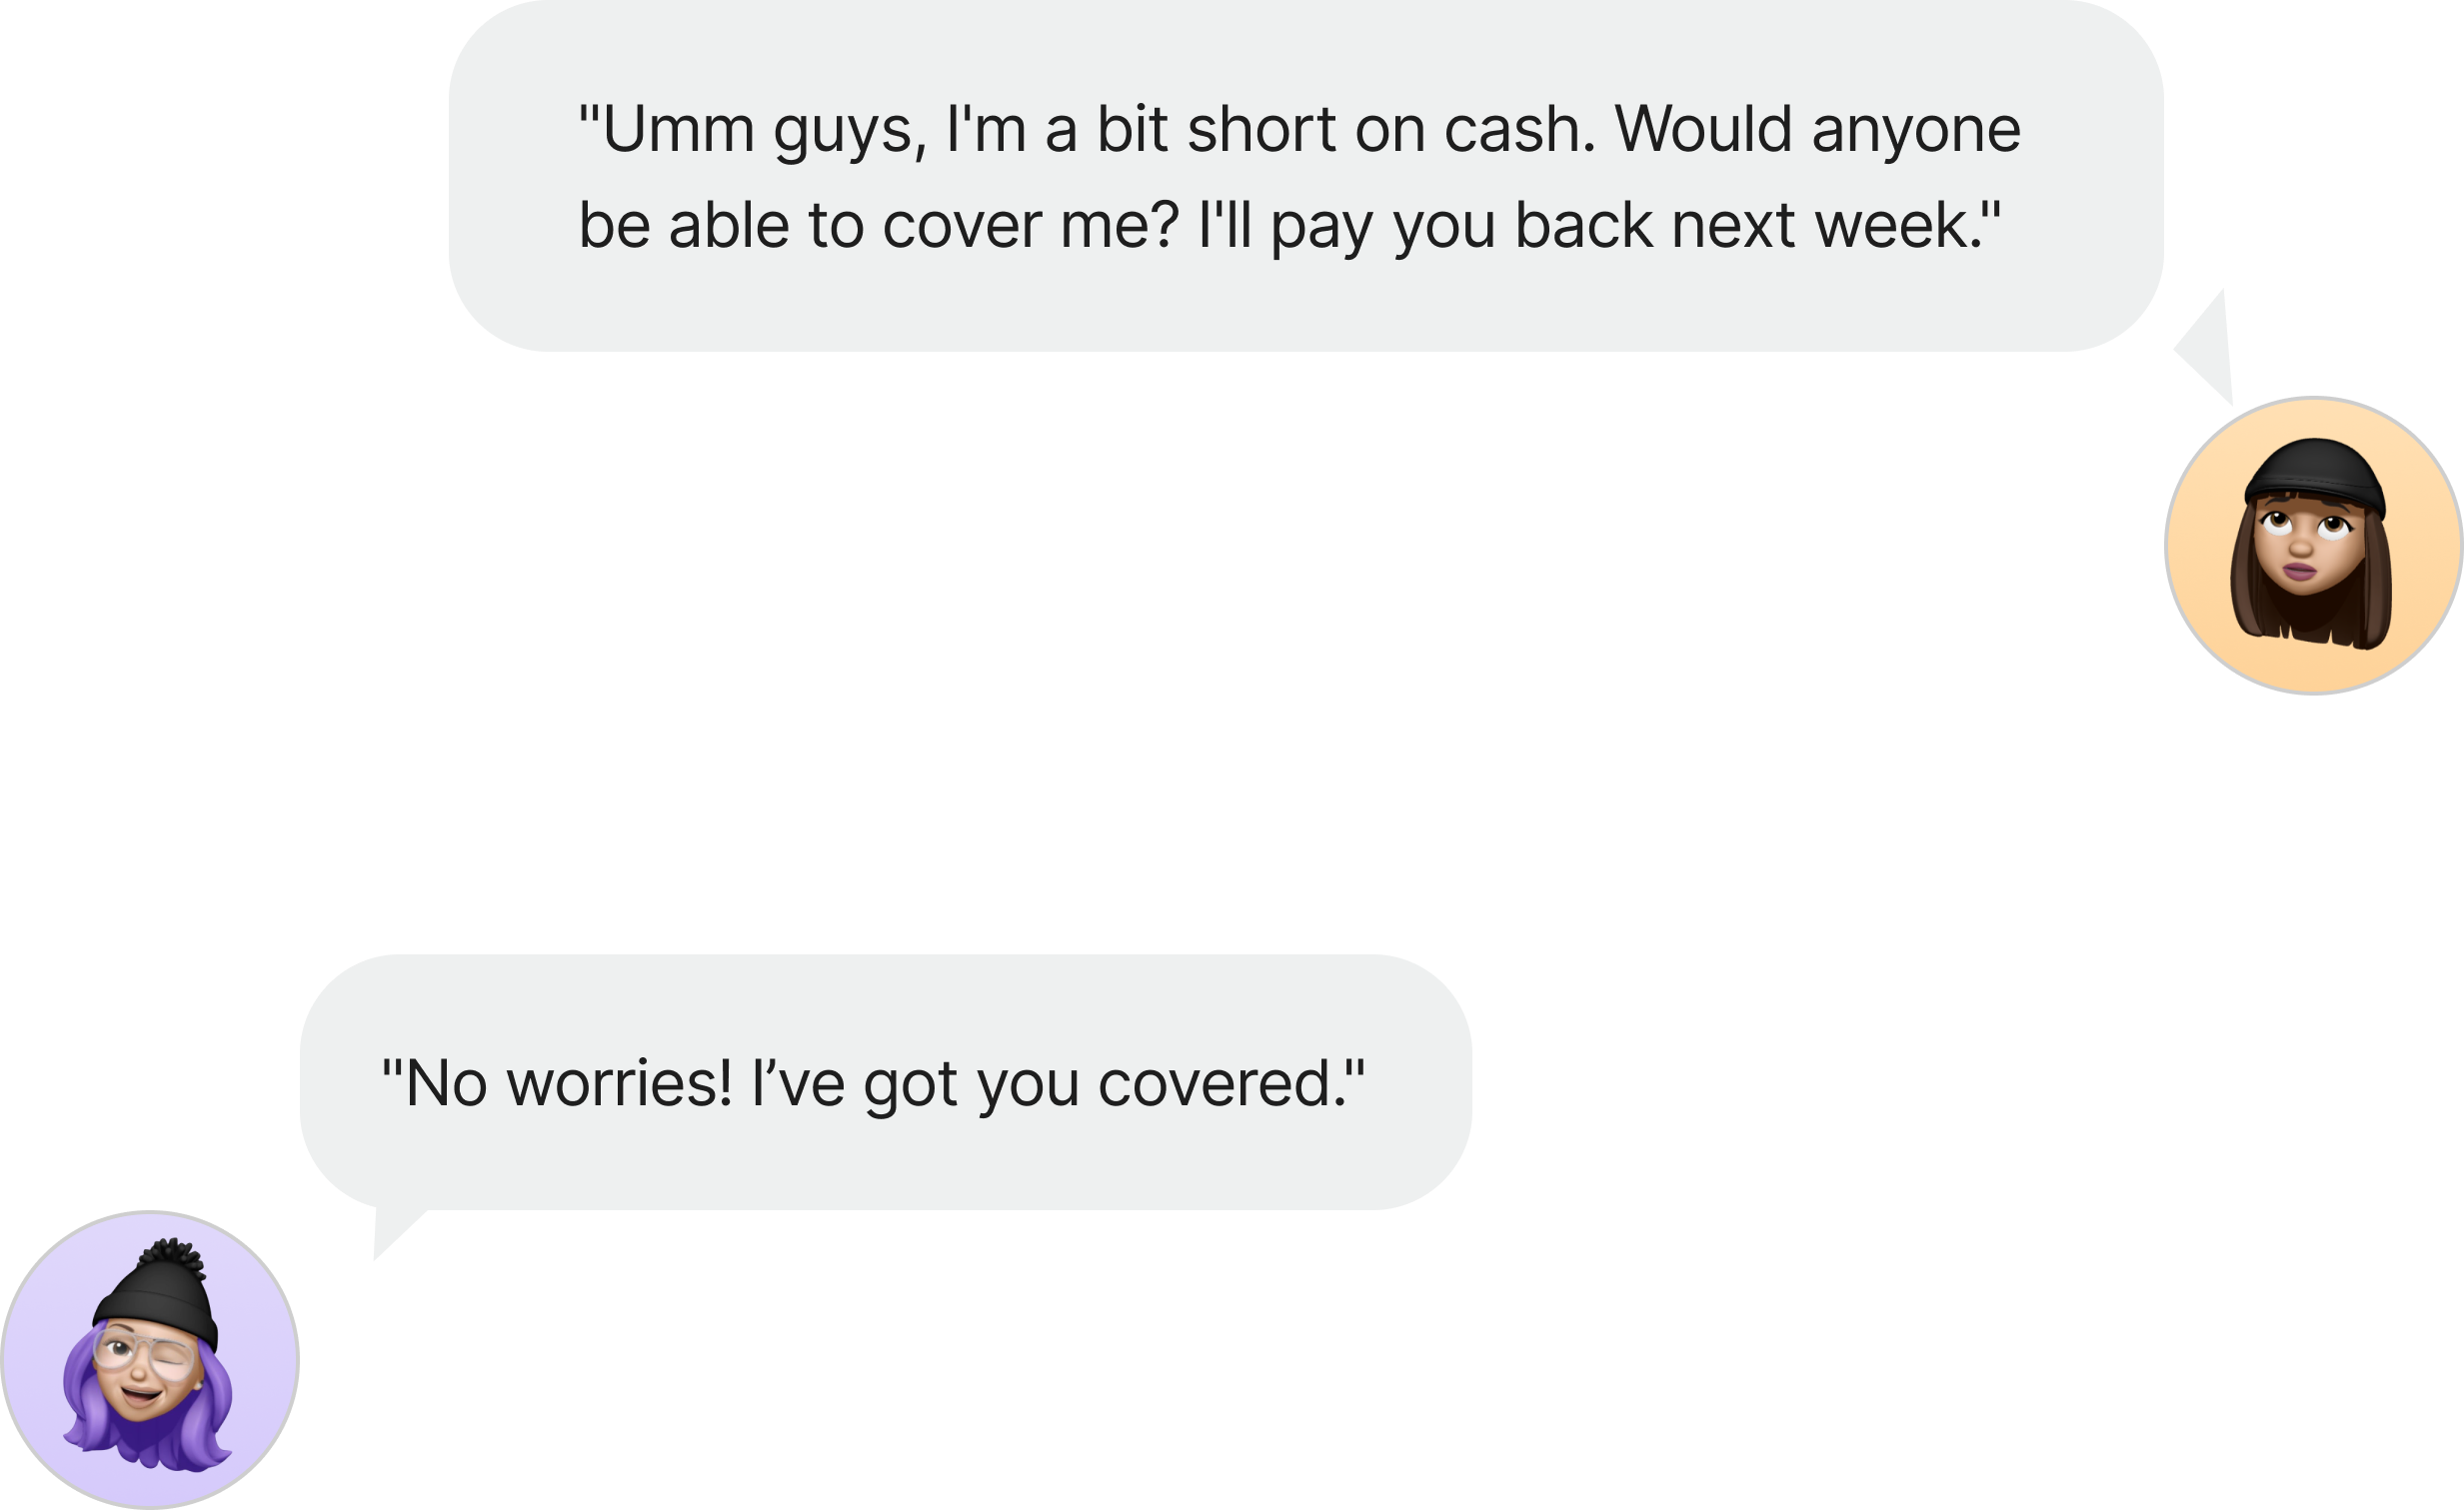 "Umm guys, I'm a bit short on cash. Would anyone
be able to cover me? I'll pay you back next week."
"No worries! I’ve got you covered."